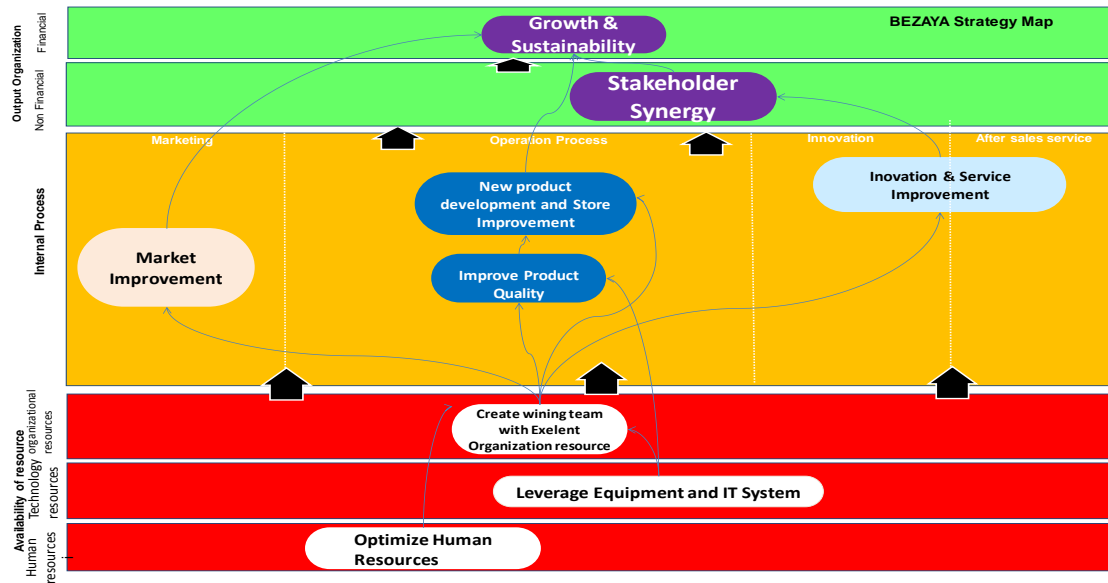 BEZAYA Strategy Map
Output Organization
Financial
Non Financial
Growth &
Sustainability
Stakeholder
Synergy
Internal Process
Marketing
Operation Process
Innovation
After sales service
New product
development and Store
Improvement
Inovation & Service
Improvement
Market
Improvement
Improve Product
Quality
Availability of resource
organizational
resources
Technology
resources
Human
resources
Create wining team
with Exelent
Organization resource
Leverage Equipment and IT System
Optimize Human
Resources